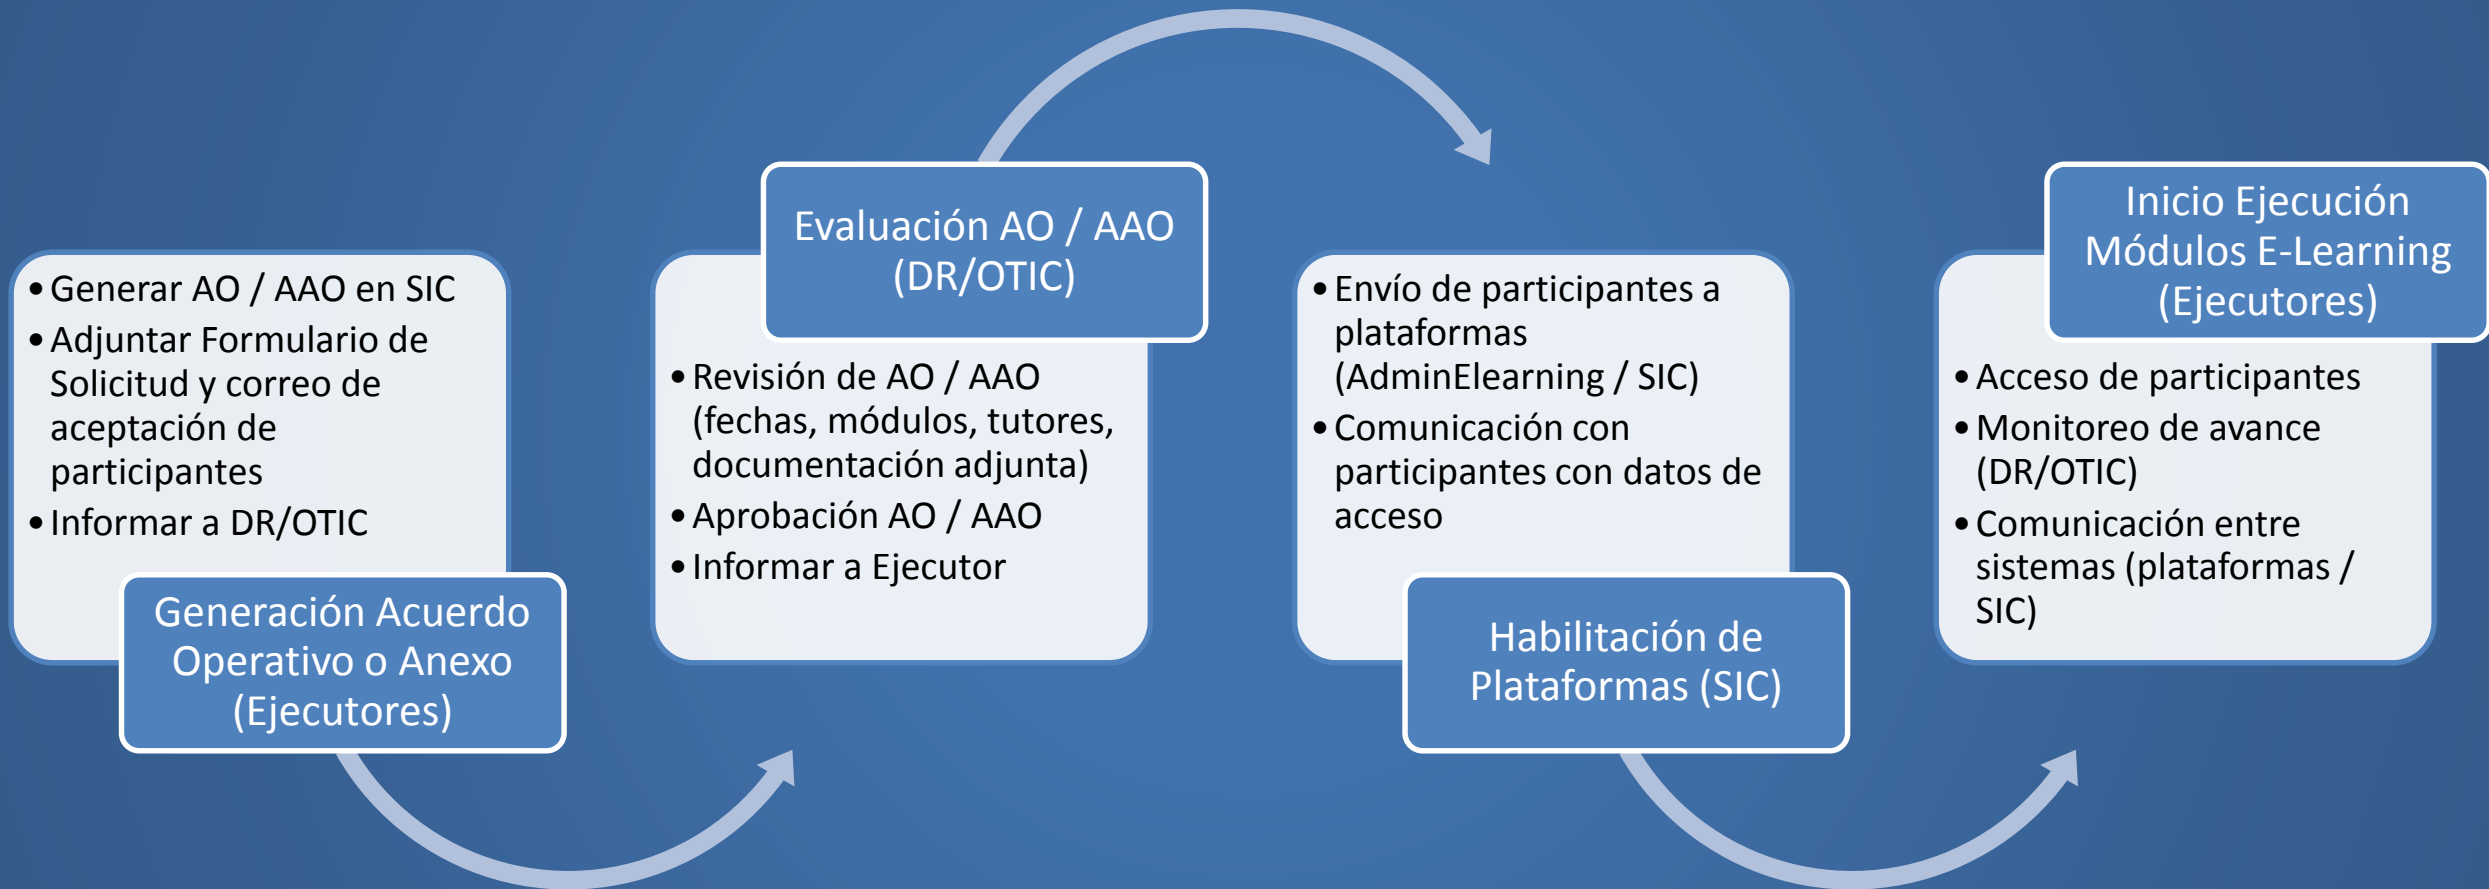 • Generar AO / AAO en SIC
• Adjuntar Formulario de
Solicitud y correo de
aceptación de
participantes
• Informar a DR/OTIC
Generación Acuerdo
Operativo o Anexo
(Ejecutores)
Evaluación AO / AAO
(DR/OTIC)
• Revisión de AO / AAO
(fechas, módulos, tutores,
documentación adjunta)
• Aprobación AO / AAO
• Informar a Ejecutor
• Envío de participantes a
plataformas
(AdminElearning / SIC)
• Comunicación con
participantes con datos de
acceso
Habilitación de
Plataformas (SIC)
Inicio Ejecución
Módulos E-Learning
(Ejecutores)
• Acceso de participantes
• Monitoreo de avance
(DR/OTIC)
• Comunicación entre
sistemas (plataformas /
SIC)